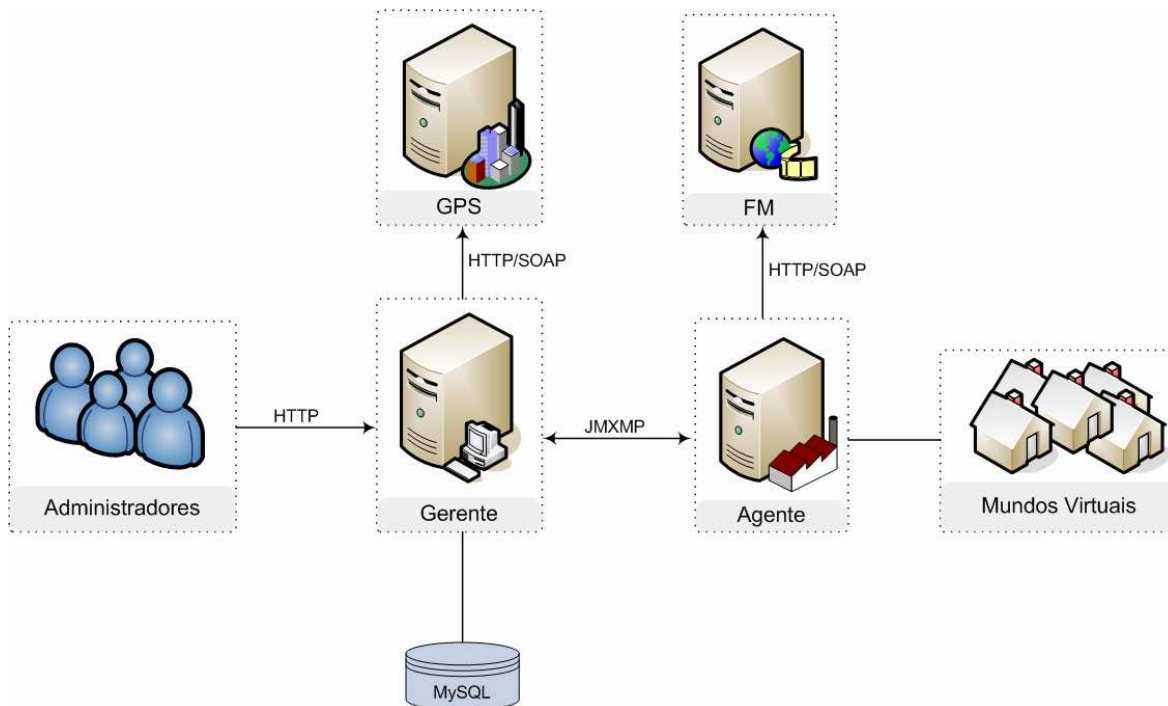 GPS
FM
HTTP/SOAP
HTTP/SOAP
HTTP
JMXMP
Administradores
Gerente
Agente
Mundos Virtuais
MySQL